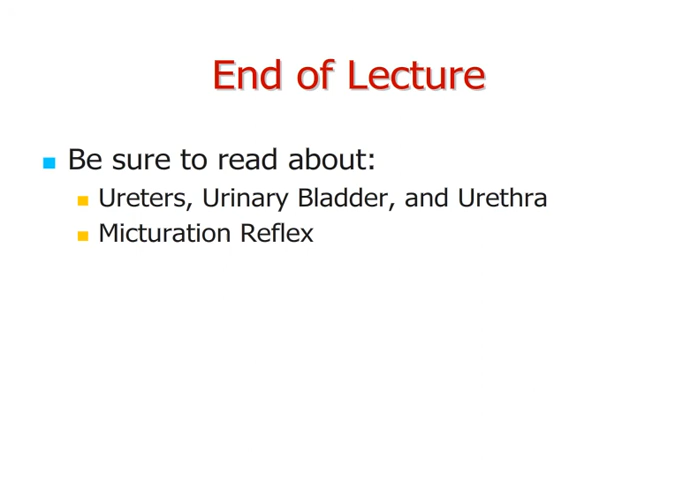 End of Lecture
Be sure to read about:
Ureters, Urinary Bladder, and Urethra
Micturation Reflex